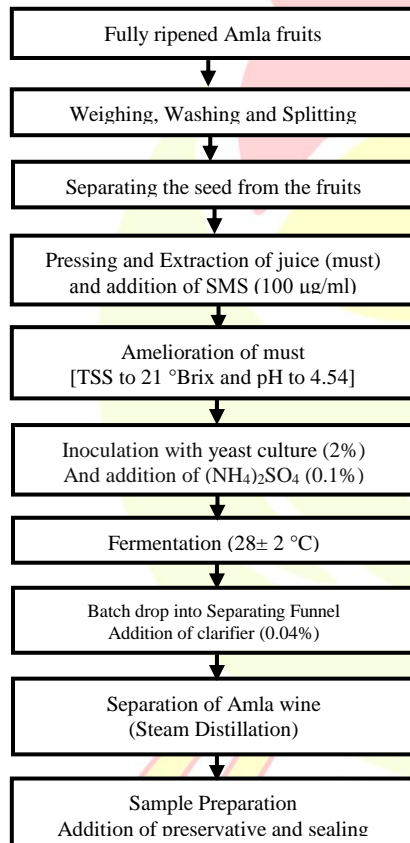 Fully ripened Amla fruits
Weighing, Washing and Splitting
Separating the seed from the fruits
Pressing and Extraction of juice (must)
and addition of SMS (100 µg/ml)
Amelioration of must
[TSS to 21 °Brix and pH to 4.54]
Inoculation with yeast culture (2%)
And addition of (NH4)2SO4 (0.1%)
Fermentation (28± 2 °C)
Batch drop into Separating Funnel
Addition of clarifier (0.04%)
Separation of Amla wine
(Steam Distillation)
Sample Preparation
Addition of preservative and sealing